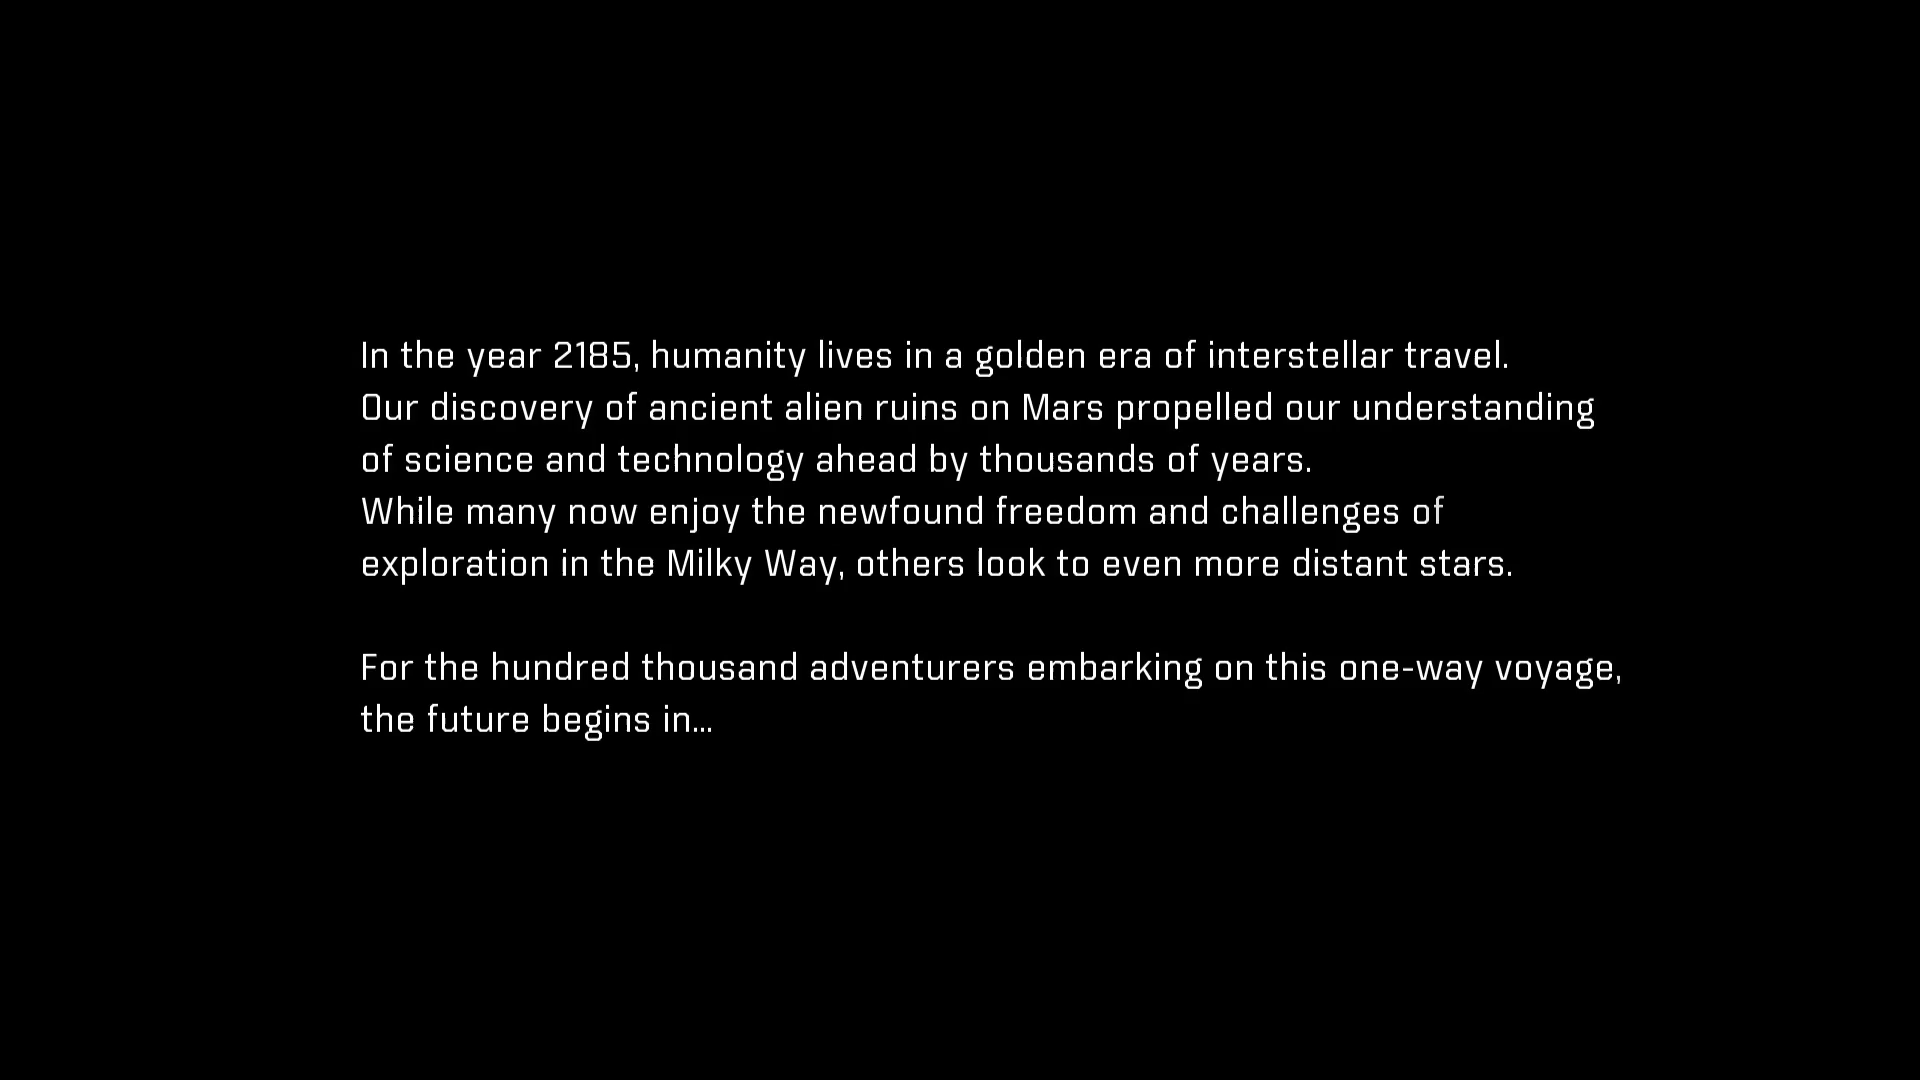 In the year 2185, humanity lives in a golden era of interstellar travel.
Our discovery of ancient alien ruins on Mars propelled our understanding
of science and technology ahead by thousands of years.
While many now enjoy the newfound freedom and challenges of
exploration in the Milky Way, others look to even more distant stars.
For the hundred thousand adventurers embarking on this one-way voyage,
the future begins in...